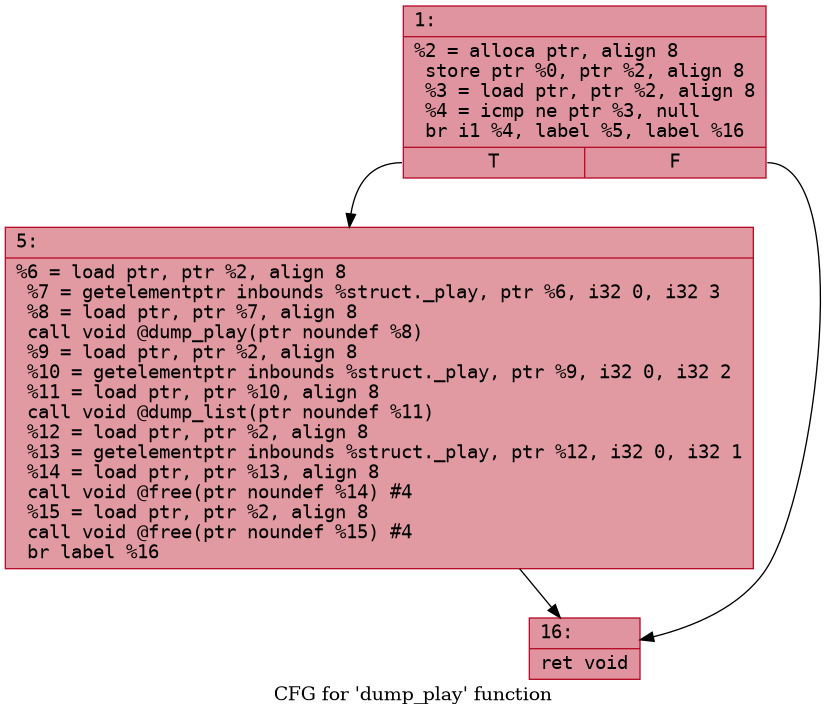 1:
%2 = alloca ptr, align 8
store ptr %0, ptr %2, align 8
%3 = load ptr, ptr %2, align 8
%4 = icmp ne ptr %3, null
br i1 %4, label %5, label %16
T F
5:
%6 = load ptr, ptr %2, align 8
%7 = getelementptr inbounds %struct._play, ptr %6, i32 0, i32 3
%8 = load ptr, ptr %7, align 8
call void @dump_play(ptr noundef %8)
%9 = load ptr, ptr %2, align 8
%10 = getelementptr inbounds %struct._play, ptr %9, i32 0, i32 2
%11 = load ptr, ptr %10, align 8
call void @dump_list(ptr noundef %11)
%12 = load ptr, ptr %2, align 8
%13 = getelementptr inbounds %struct._play, ptr %12, i32 0, i32 1
%14 = load ptr, ptr %13, align 8
call void @free(ptr noundef %14) #4
%15 = load ptr, ptr %2, align 8
call void @free(ptr noundef %15) #4
br label %16
16:
ret void
CFG for 'dump_play' function